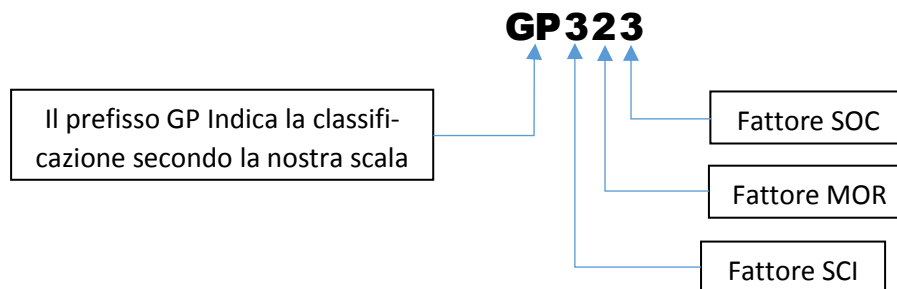 GP323
Il prefisso GP Indica la classifi-
cazione secondo la nostra scala
Fattore SOC
Fattore MOR
Fattore SCI